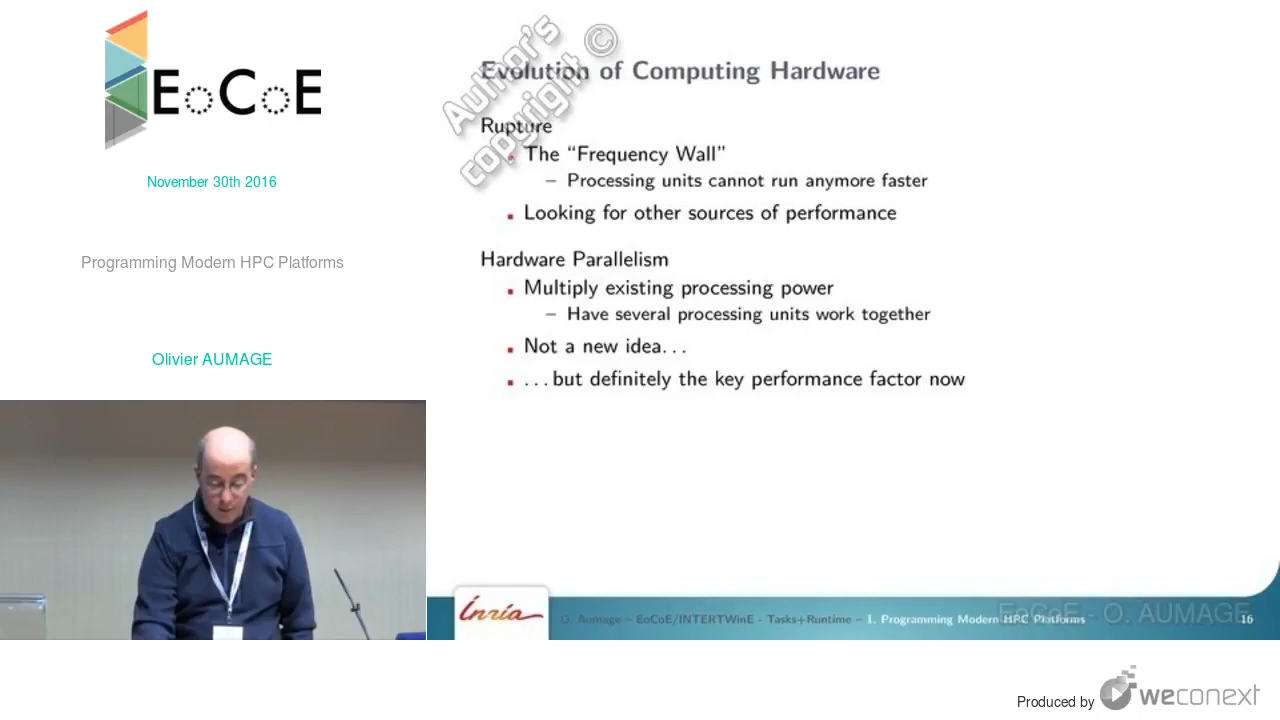 EoCoE
November 30th 2016
Programming Modern HPC Platforms
Olivier AUMAGE
Author's copyright ©
Evolution of Computing Hardware
Rupture
The “Frequency Wall”
– Processing units cannot run anymore faster
Looking for other sources of performance
Hardware Parallelism
Multiply existing processing power
– Have several processing units work together
Not a new idea...
...but definitely the key performance factor now
Inria
O. Aumage – EoCoE/INTERTWinE - Tasks+Runtime – 1. Programming Modern HPC Platforms
EoCoE - O. AUMAGE
16
Produced by weconext